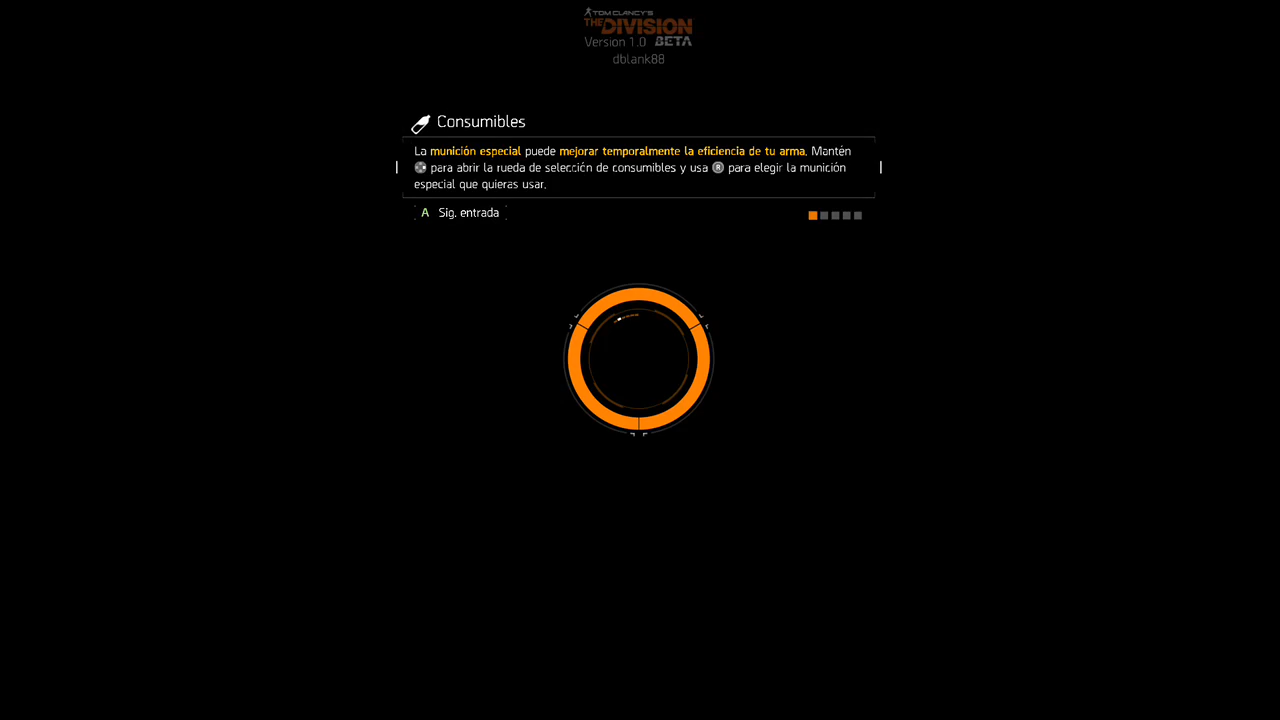 TOM CLANCY'S
THE DIVISION
Version 1.0 BETA
dblank88
Consumibles
La munición especial puede mejorar temporalmente la eficiencia de tu arma. Mantén
para abrir la rueda de selección de consumibles y usa R para elegir la munición
especial que quieras usar.
A Sig. entrada